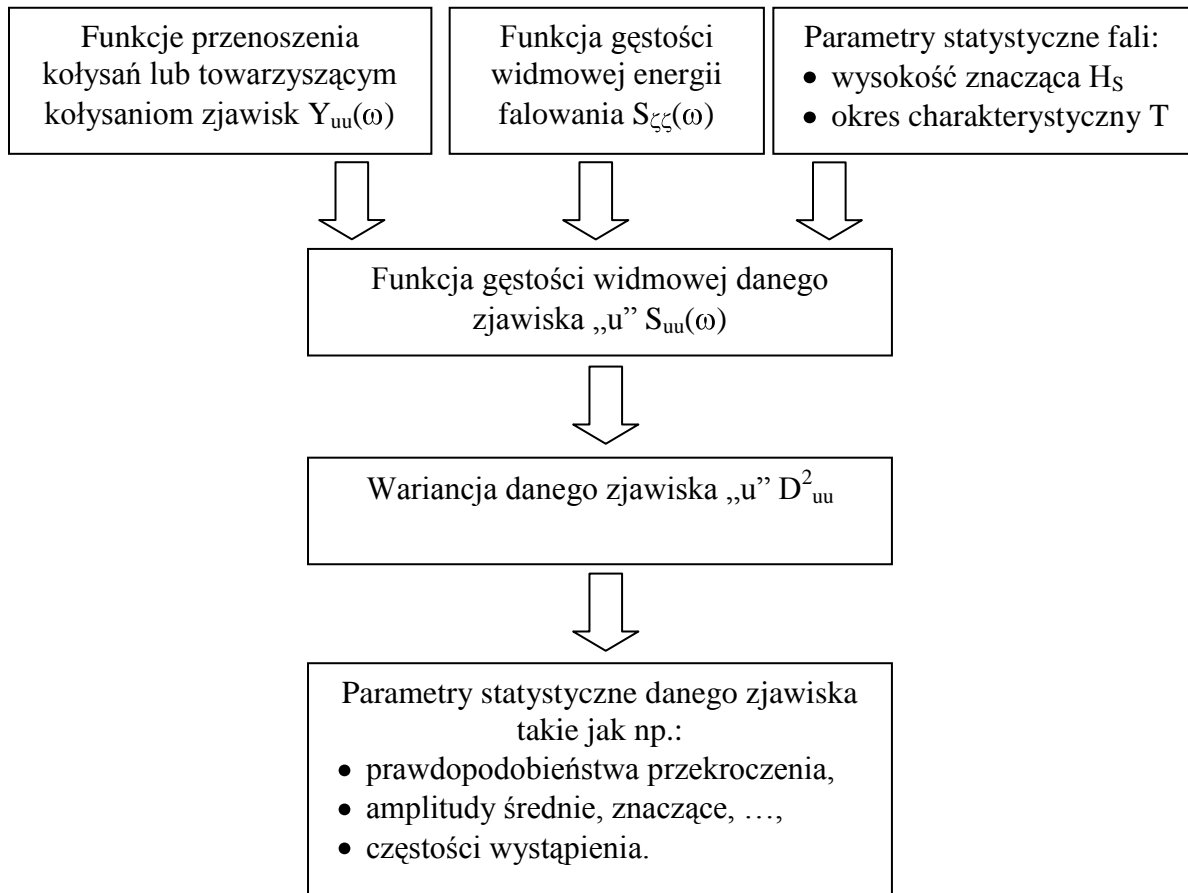 Funkcje przenoszenia
kołysań lub towarzyszącym
kołysaniom zjawisk Yuu(ω)
Funkcja gęstości
widmowej energii
falowania Sζζ(ω)
Parametry statystyczne fali:
• wysokość znacząca HS
• okres charakterystyczny T
Funkcja gęstości widmowej danego
zjawiska „u” Suu(ω)
Wariancja danego zjawiska „u” D²uu
Parametry statystyczne danego zjawiska
takie jak np.:
• prawdopodobieństwa przekroczenia,
• amplitudy średnie, znaczące, …,
• częstości wystąpienia.